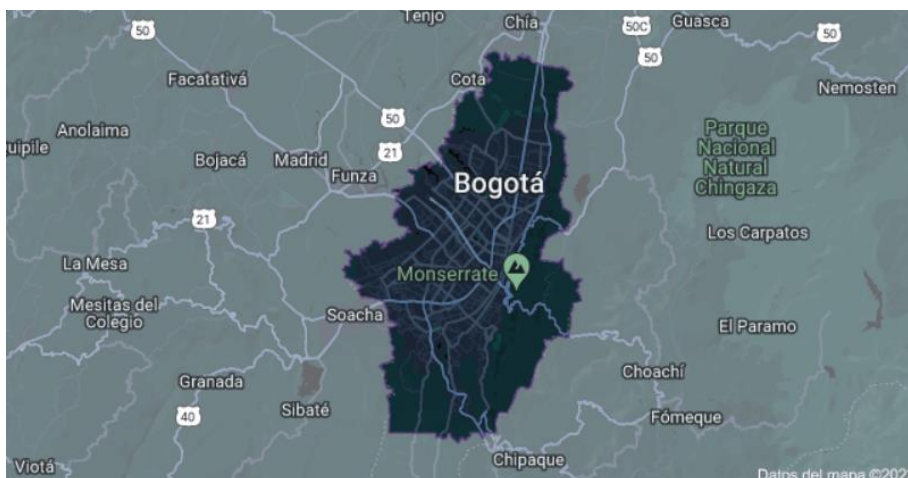 Tenjo
Chía
50C
Guasca
50
50
50
Nemosten
Facatativá
Cota
50
Anolaima
Parque
Nacional
Natural
Chingaza
21
Bojacá
Madrid
Funza
Bogotá
21
Los Carpatos
La Mesa
Monserrate
Mesitas del
Colegio
Soacha
El Paramo
Granada
Choachí
Sibaté
40
Fómeque
Viotá
Chipaque
Datos del mapa